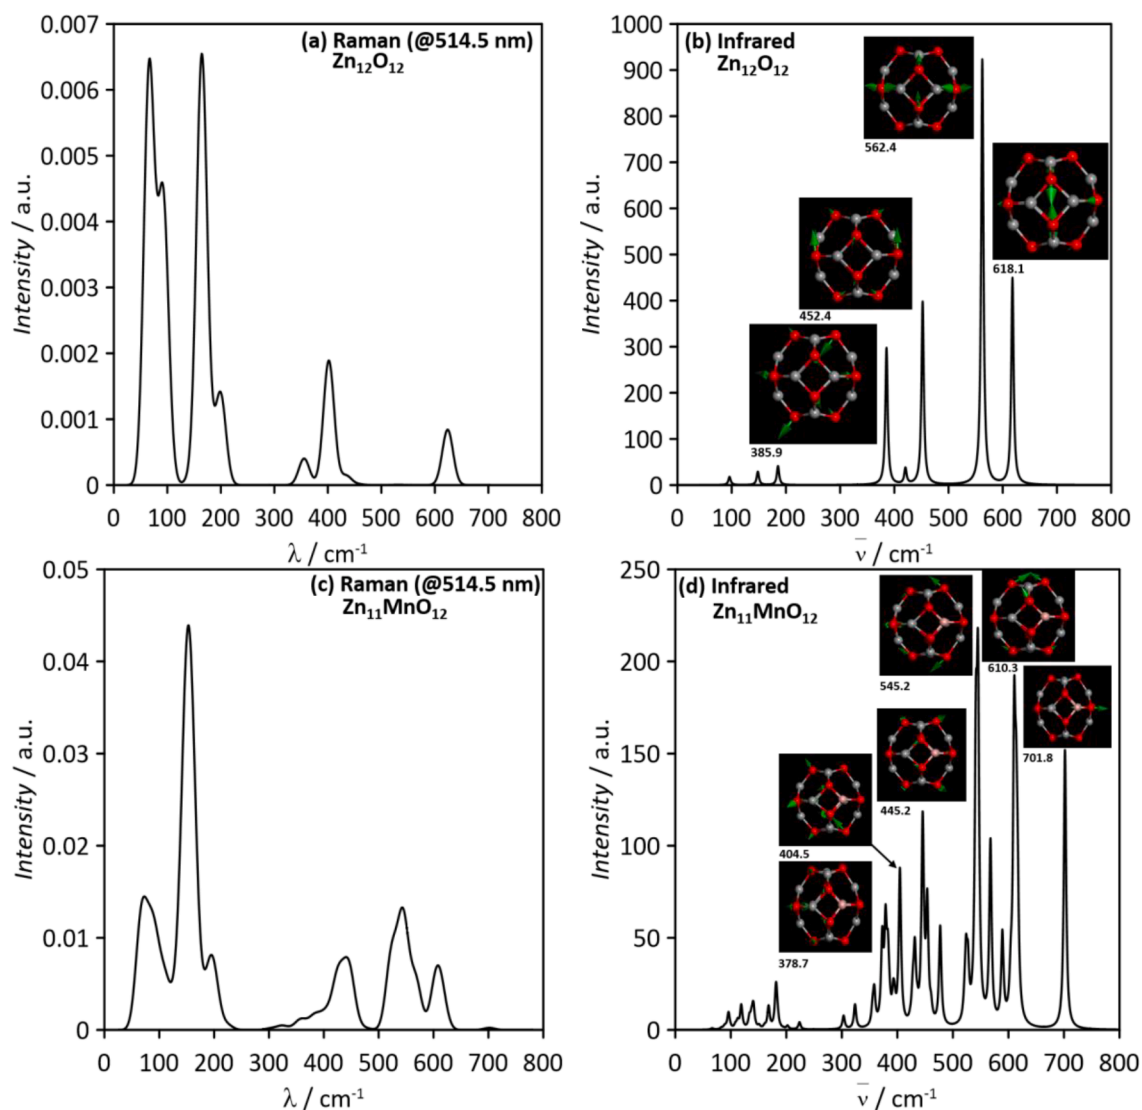 (a) Raman (@514.5 nm)
Zn₁₂O₁₂
0.007
0.006
0.005
0.004
0.003
0.002
0.001
0
Intensity / a.u.
0 100 200 300 400 500 600 700 800
λ / cm⁻¹
(b) Infrared
Zn₁₂O₁₂
1000
900
800
700
600
500
400
300
200
100
0
Intensity / a.u.
562.4
618.1
452.4
385.9
0 100 200 300 400 500 600 700 800
ν̅ / cm⁻¹
(c) Raman (@514.5 nm)
Zn₁₁MnO₁₂
0.05
0.04
0.03
0.02
0.01
0
Intensity / a.u.
0 100 200 300 400 500 600 700 800
λ / cm⁻¹
(d) Infrared
Zn₁₁MnO₁₂
250
200
150
100
50
0
Intensity / a.u.
545.2
610.3
701.8
445.2
404.5
378.7
0 100 200 300 400 500 600 700 800
ν̅ / cm⁻¹